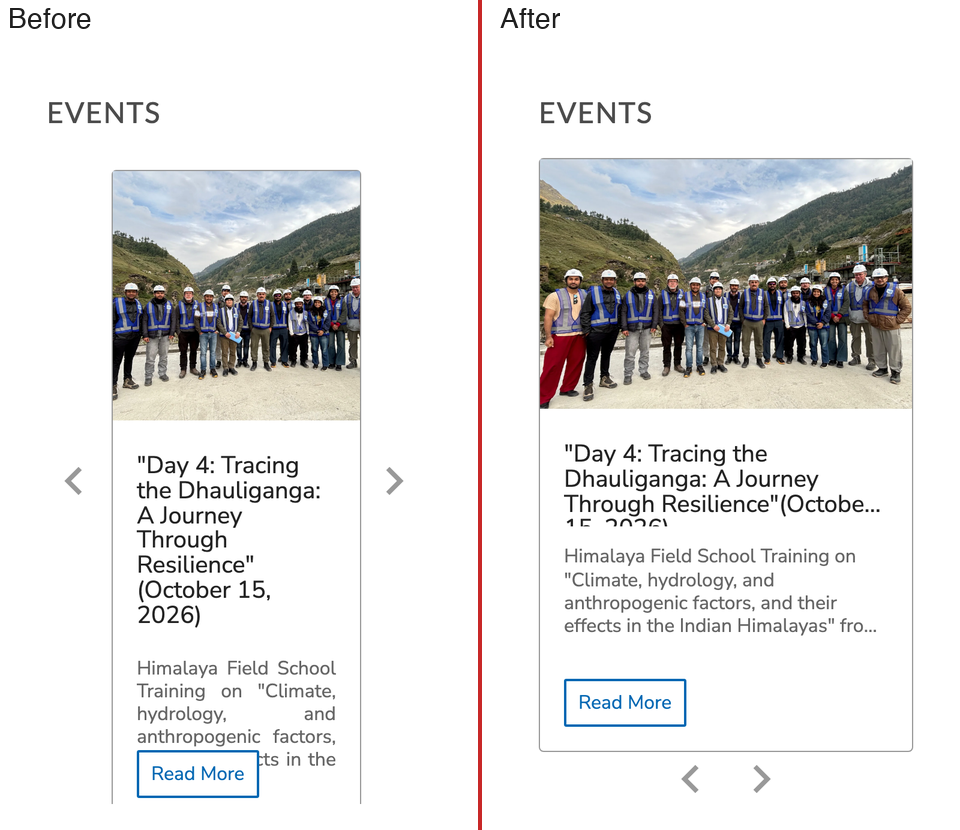 Before
EVENTS
"Day 4: Tracing
the Dhauliganga:
A Journey
Through
Resilience"
(October 15,
2026)
Himalaya Field School
Training on "Climate,
hydrology, and
anthropogenic factors,
cts in the
Read More
After
EVENTS
"Day 4: Tracing the
Dhauliganga: A Journey
Through Resilience"(Octobe...
15, 2026)
Himalaya Field School Training on
"Climate, hydrology, and
anthropogenic factors, and their
effects in the Indian Himalayas" fro...
Read More